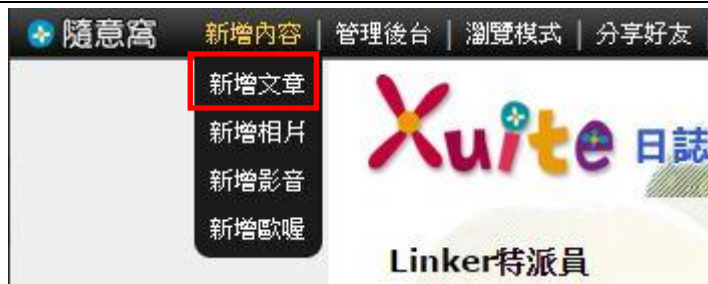 隨意窩 新增內容 | 管理後台 | 瀏覽模式 | 分享好友
新增文章
新增相片
新增影音
新增歐喔
Xuite 日誌
Linker特派員